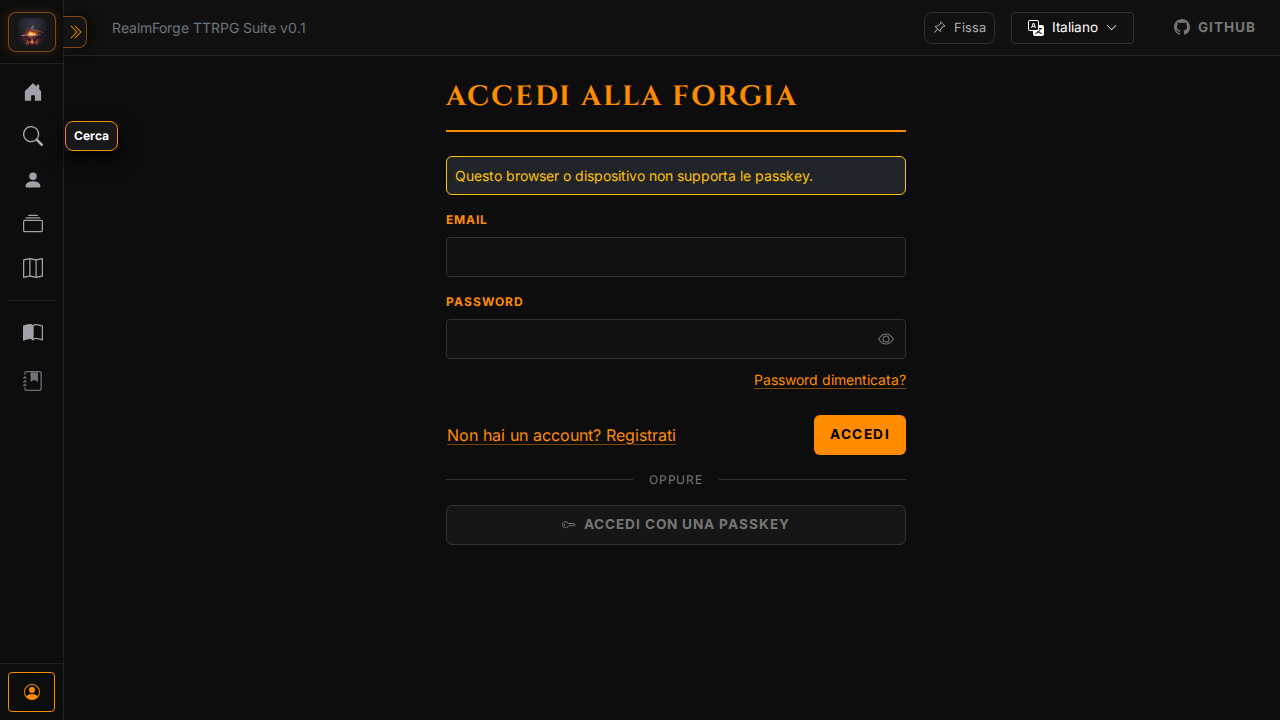 RealmForge TTRPG Suite v0.1
Fissa
Italiano
GITHUB
Cerca
ACCEDI ALLA FORGIA
Questo browser o dispositivo non supporta le passkey.
EMAIL
PASSWORD
Password dimenticata?
Non hai un account? Registrati
ACCEDI
OPPURE
ACCEDI CON UNA PASSKEY